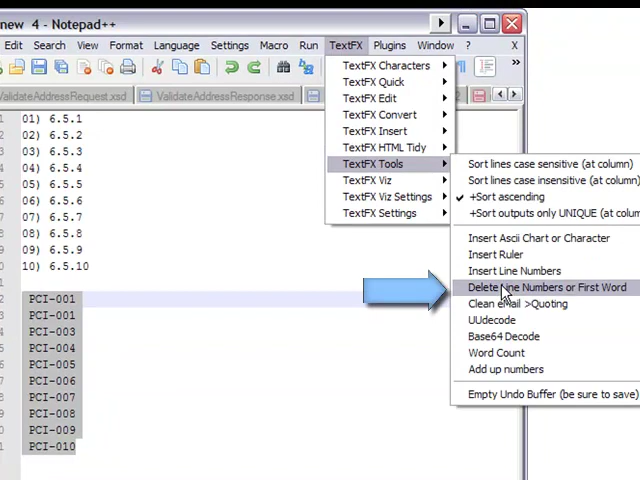 new 4 - Notepad++
Edit Search View Format Language Settings Macro Run TextFX Plugins Window ? X
ValidateAddressRequest.xsd ValidateAddressResponse.xsd
01) 6.5.1
02) 6.5.2
03) 6.5.3
04) 6.5.4
05) 6.5.5
06) 6.5.6
07) 6.5.7
08) 6.5.8
09) 6.5.9
10) 6.5.10
PCI-001
PCI-001
PCI-003
PCI-004
PCI-005
PCI-006
PCI-007
PCI-008
PCI-009
PCI-010
TextFX Characters
TextFX Quick
TextFX Edit
TextFX Convert
TextFX Insert
TextFX HTML Tidy
TextFX Tools
TextFX Viz
TextFX Viz Settings
TextFX Settings
Sort lines case sensitive (at column)
Sort lines case insensitive (at column)
+Sort ascending
+Sort outputs only UNIQUE (at colum
Insert Ascii Chart or Character
Insert Ruler
Insert Line Numbers
Delete Line Numbers or First Word
Clean email >Quoting
UUdecode
Base64 Decode
Word Count
Add up numbers
Empty Undo Buffer (be sure to save)